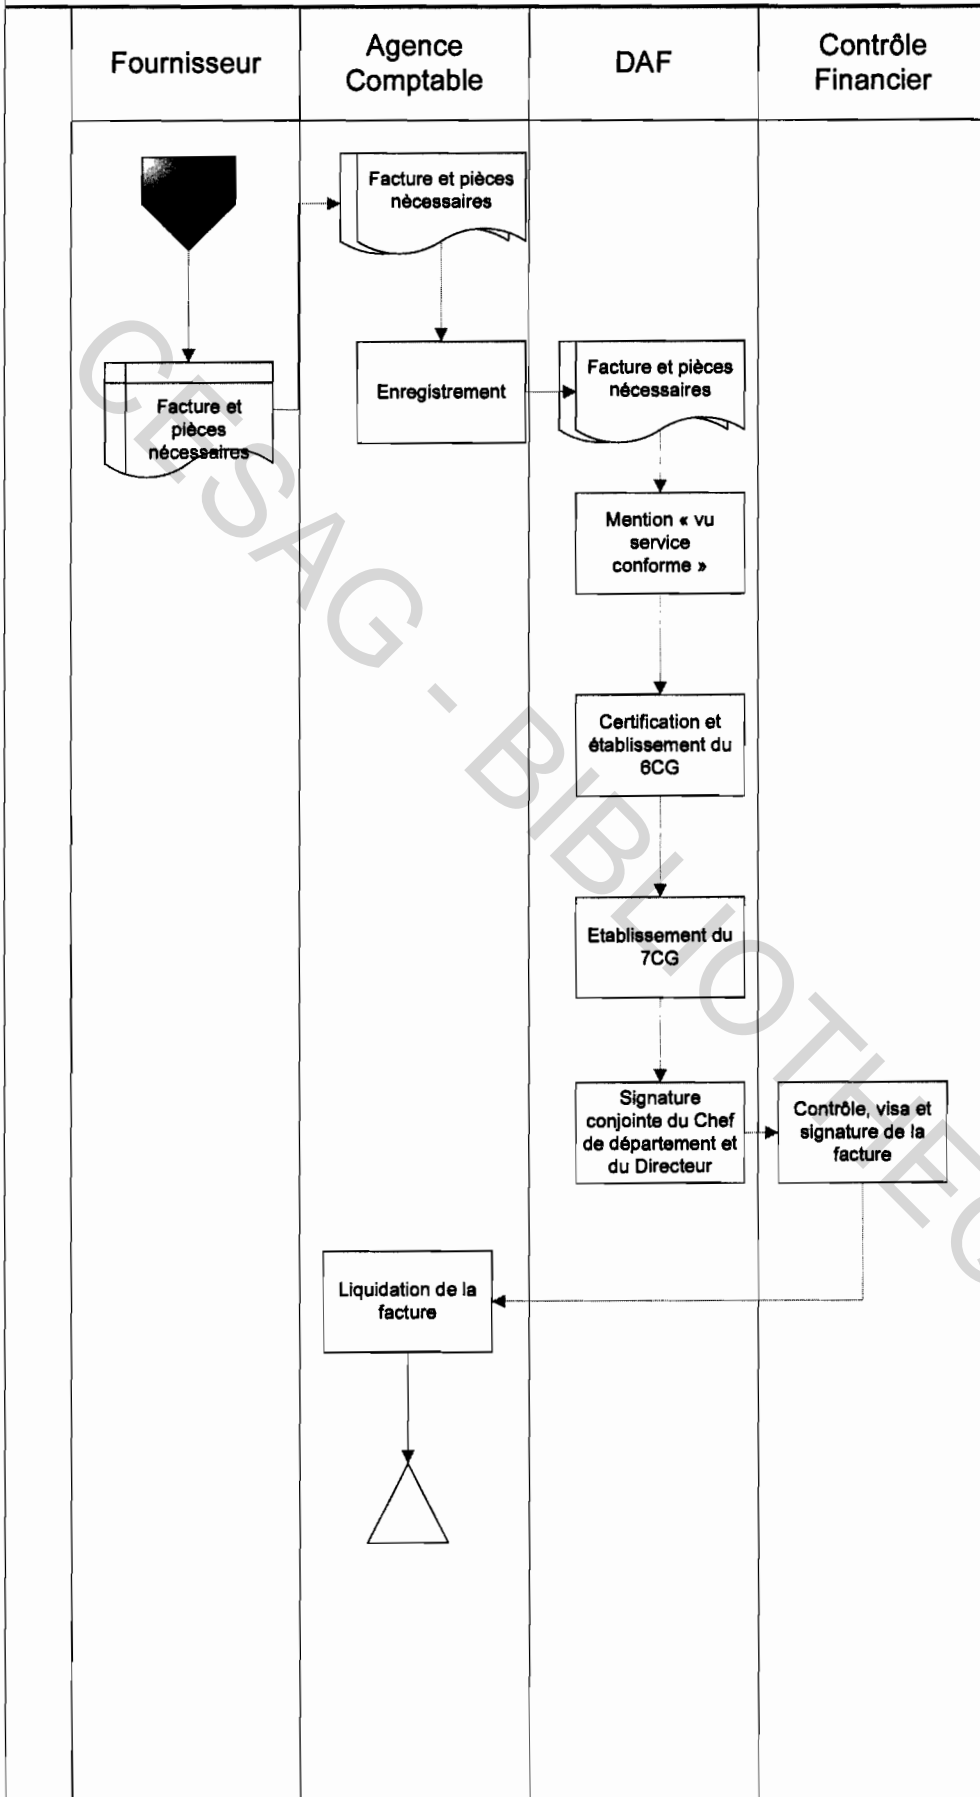 Fournisseur
Agence
Comptable
DAF
Contrôle
Financier
Facture et pièces
nècessaires
Facture et
pièces
nécessaires
Enregistrement
Facture et pièces
nécessaires
Mention « vu
service
conforme »
Certification et
établissement du
6CG
Etablissement du
7CG
Signature
conjointe du Chef
de département et
du Directeur
Contrôle, visa et
signature de la
facture
Liquidation de la
facture
CESAG - BIBLIOTHEQ